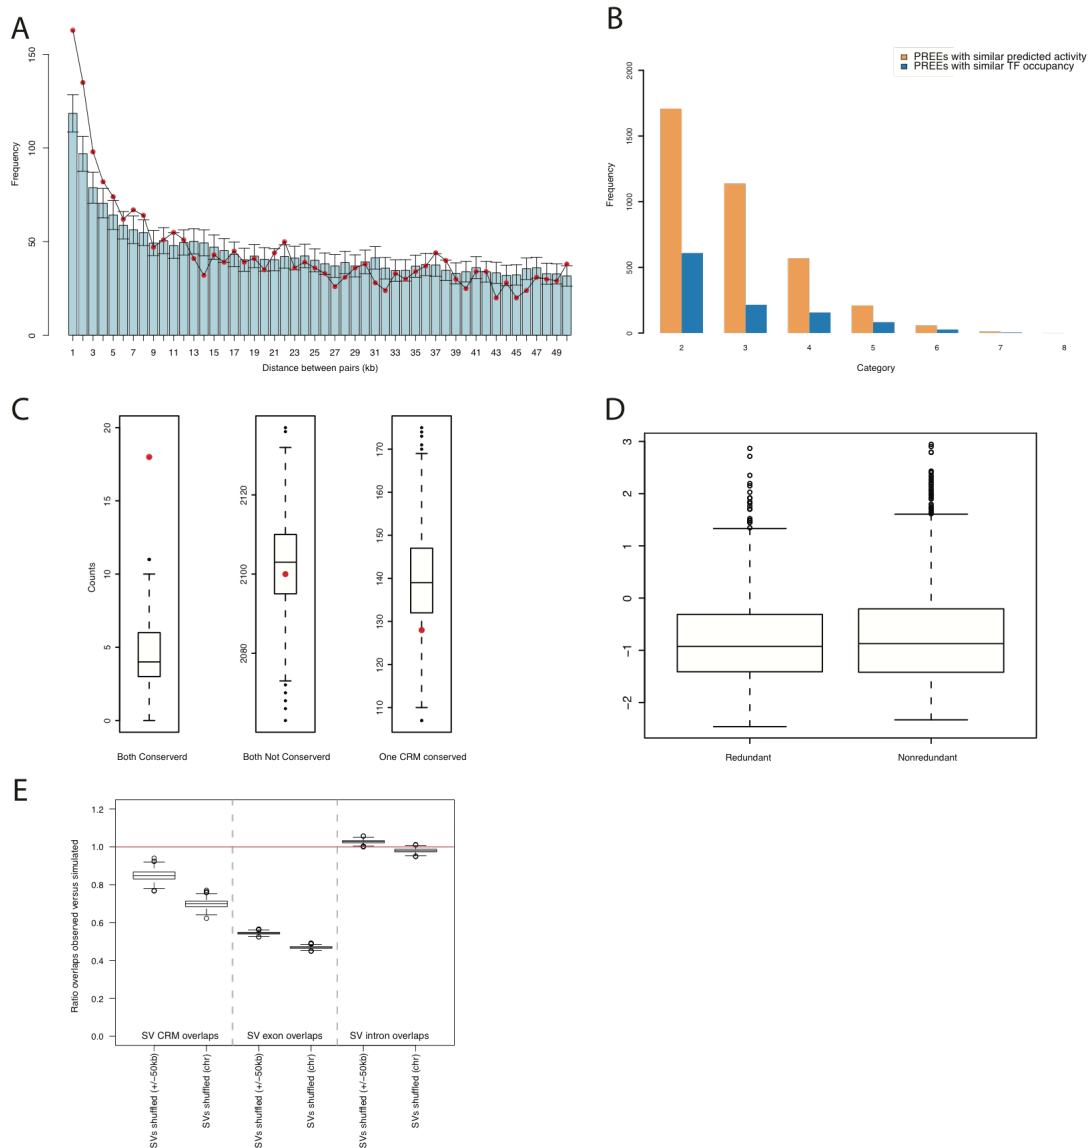 A
Frequency
150
100
50
0
1 3 5 7 9 11 13 15 17 19 21 23 25 27 29 31 33 35 37 39 41 43 45 47 49
Distance between pairs (kb)
B
PREEs with similar predicted activity
PREEs with similar TF occupancy
Frequency
2000
1500
1000
500
0
2 3 4 5 6 7 8
Category
C
Counts
20
15
10
5
0
Both Conserverd
2120
2100
2080
Both Not Conserverd
170
160
150
140
130
120
110
One CRM conserved
D
3
2
1
0
−1
−2
Redundant
Nonredundant
E
Ratio overlaps observed versus simulated
1.2
1.0
0.8
0.6
0.4
0.2
0.0
SV CRM overlaps
SV exon overlaps
SV intron overlaps
SVs shuffled (+/−50kb)
SVs shuffled (chr)
SVs shuffled (+/−50kb)
SVs shuffled (chr)
SVs shuffled (+/−50kb)
SVs shuffled (chr)